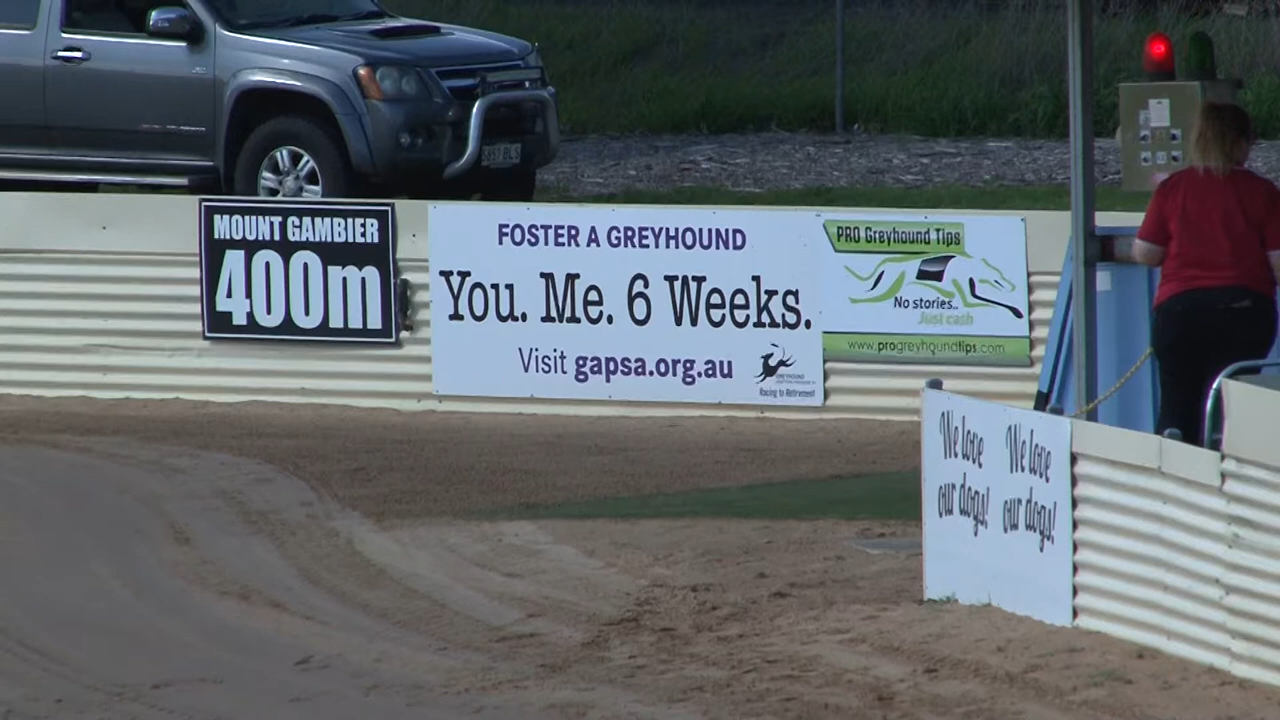 MOUNT GAMBIER
400m
FOSTER A GREYHOUND
You. Me. 6 Weeks.
Visit gapsa.org.au
GREYHOUND
Racing to Retirement
PRO Greyhound Tips
No stories..
Just cash
www.progreyhoundtips.com
We love
our dogs!
We love
our dogs!